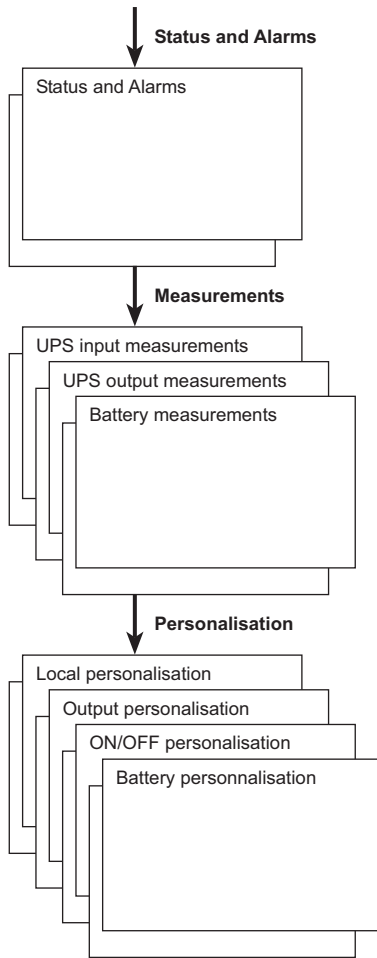 Status and Alarms
Status and Alarms
Measurements
UPS input measurements
UPS output measurements
Battery measurements
Personalisation
Local personalisation
Output personalisation
ON/OFF personalisation
Battery personnalisation